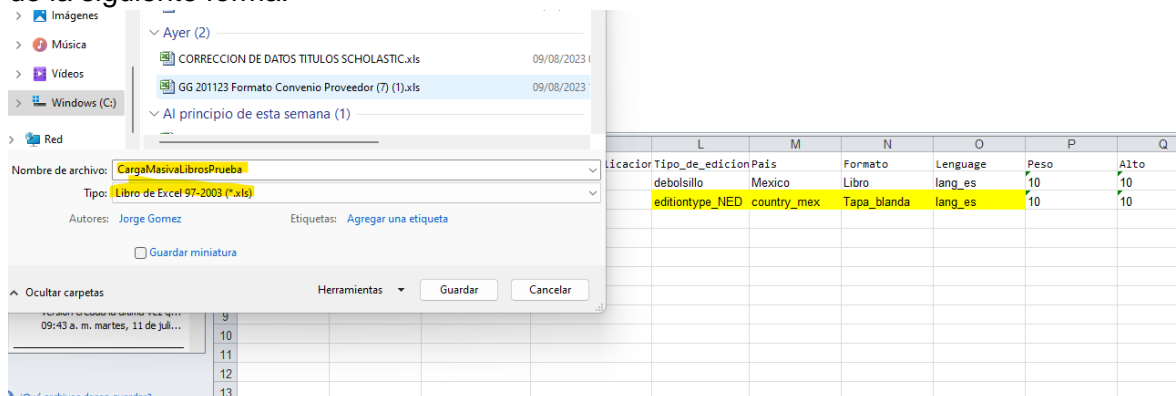 de la siguiente forma:
Imágenes
Música
Vídeos
Windows (C:)
Red
Ayer (2)
CORRECCION DE DATOS TITULOS SCHOLASTIC.xls 09/08/2023
GG 201123 Formato Convenio Proveedor (7) (1).xls 09/08/2023
Al principio de esta semana (1)
Nombre de archivo: CargaMasivaLibrosPrueba
Tipo: Libro de Excel 97-2003 (*.xls)
Autores: Jorge Gomez Etiquetas: Agregar una etiqueta
Guardar miniatura
Ocultar carpetas Herramientas Guardar Cancelar
L M N O P Q
licacior Tipo_de_edicion Pais Formato Lenguage Peso Alto
debolsillo Mexico Libro lang_es 10 10
editiontype_NED country_mex Tapa_blanda lang_es 10 10
09:43 a. m. martes, 11 de juli...
9
10
11
12
13